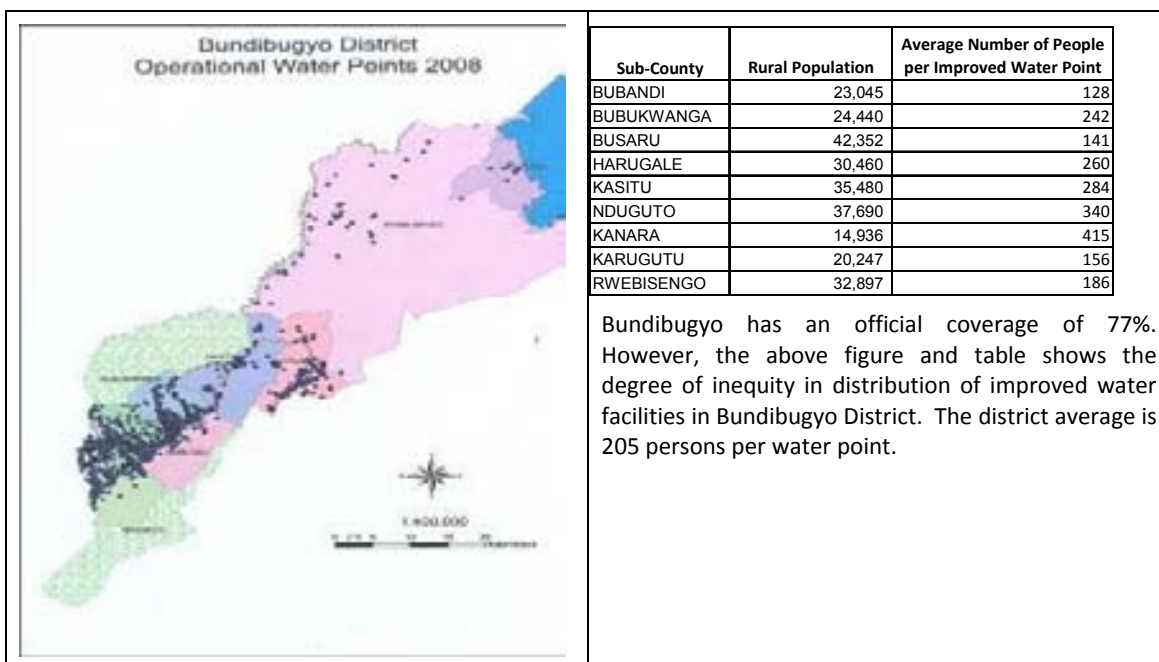 Bundibugyo District
Operational Water Points 2008
1:400,000
Sub-County Rural Population Average Number of People per Improved Water Point
BUBANDI 23,045 128
BUBUKWANGA 24,440 242
BUSARU 42,352 141
HARUGALE 30,460 260
KASITU 35,480 284
NDUGUTO 37,690 340
KANARA 14,936 415
KARUGUTU 20,247 156
RWEBISENGO 32,897 186
Bundibugyo has an official coverage of 77%.
However, the above figure and table shows the
degree of inequity in distribution of improved water
facilities in Bundibugyo District. The district average is
205 persons per water point.